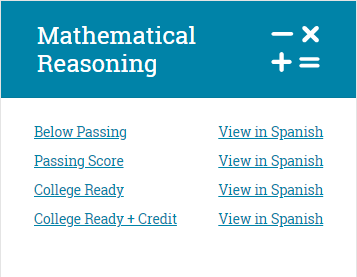 Mathematical
Reasoning
Below Passing View in Spanish
Passing Score View in Spanish
College Ready View in Spanish
College Ready + Credit View in Spanish